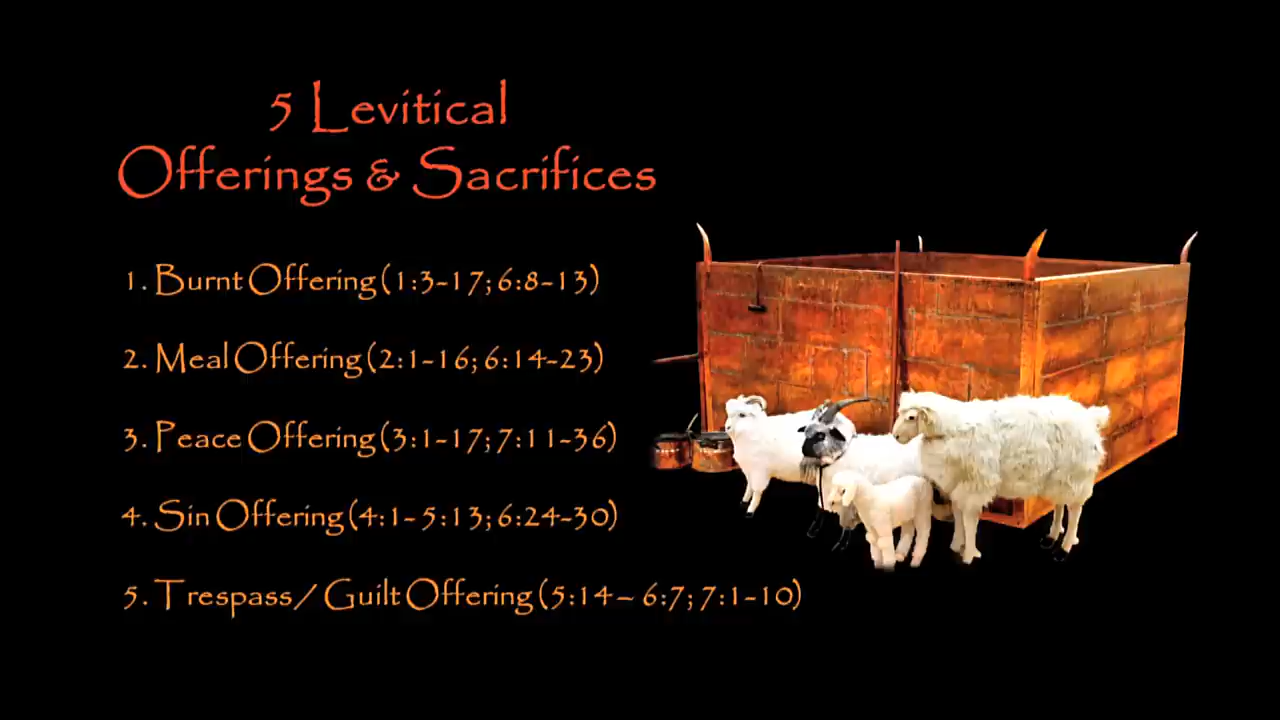 5 Levitical
Offerings & Sacrifices
1. Burnt Offering (1:3-17; 6:8-13)
2. Meal Offering (2:1-16; 6:14-23)
3. Peace Offering (3:1-17; 7:11-36)
4. Sin Offering (4:1- 5:13; 6:24-30)
5. Trespass / Guilt Offering (5:14 – 6:7; 7:1-10)